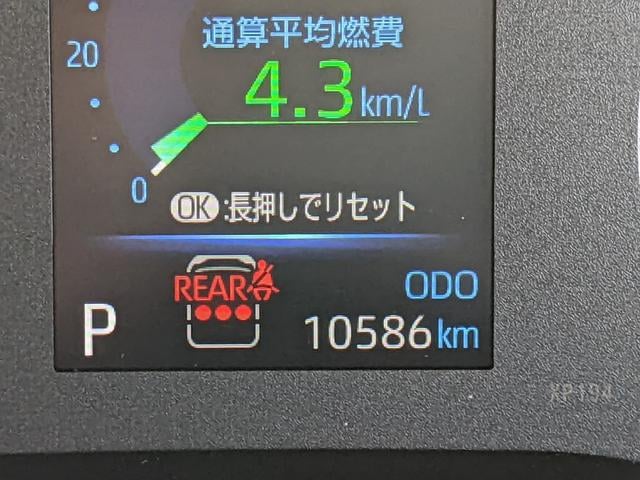 通算平均燃費
20
4.3 km/L
0
OK :長押しでリセット
REAR
ODO
P
10586 km
XP194